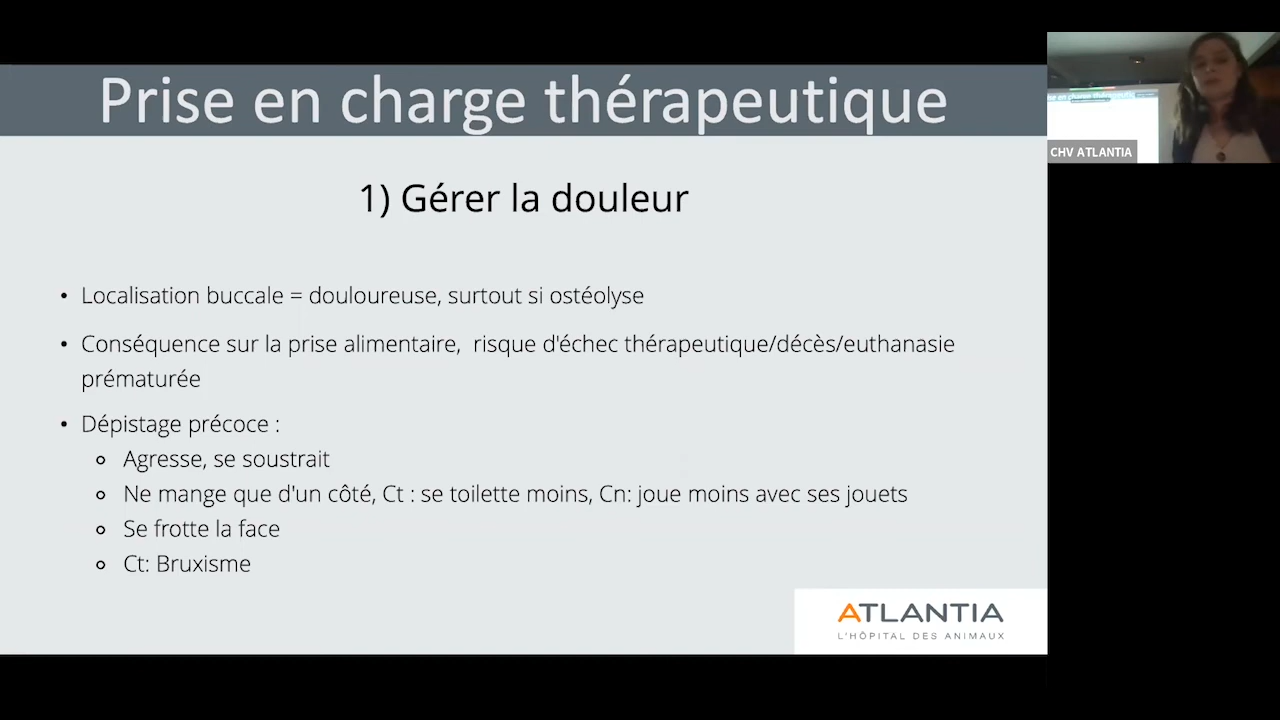 Prise en charge thérapeutique
1) Gérer la douleur
• Localisation buccale = douloureuse, surtout si ostéolyse
• Conséquence sur la prise alimentaire,  risque d'échec thérapeutique/décès/euthanasie
prématurée
• Dépistage précoce :
Agresse, se soustrait
Ne mange que d'un côté, Ct : se toilette moins, Cn: joue moins avec ses jouets
Se frotte la face
Ct: Bruxisme
ATLANTIA
L'HÔPITAL DES ANIMAUX
en charge thérapeutic
CHV ATLANTIA